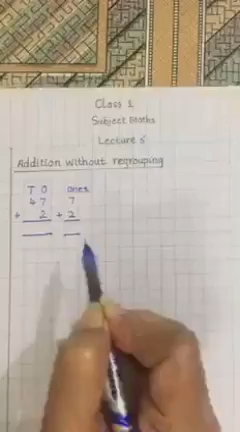 Class 1
Subject Maths
Lecture 5
Addition without regrouping
T O ones
4 7 7
+ 2 + 2